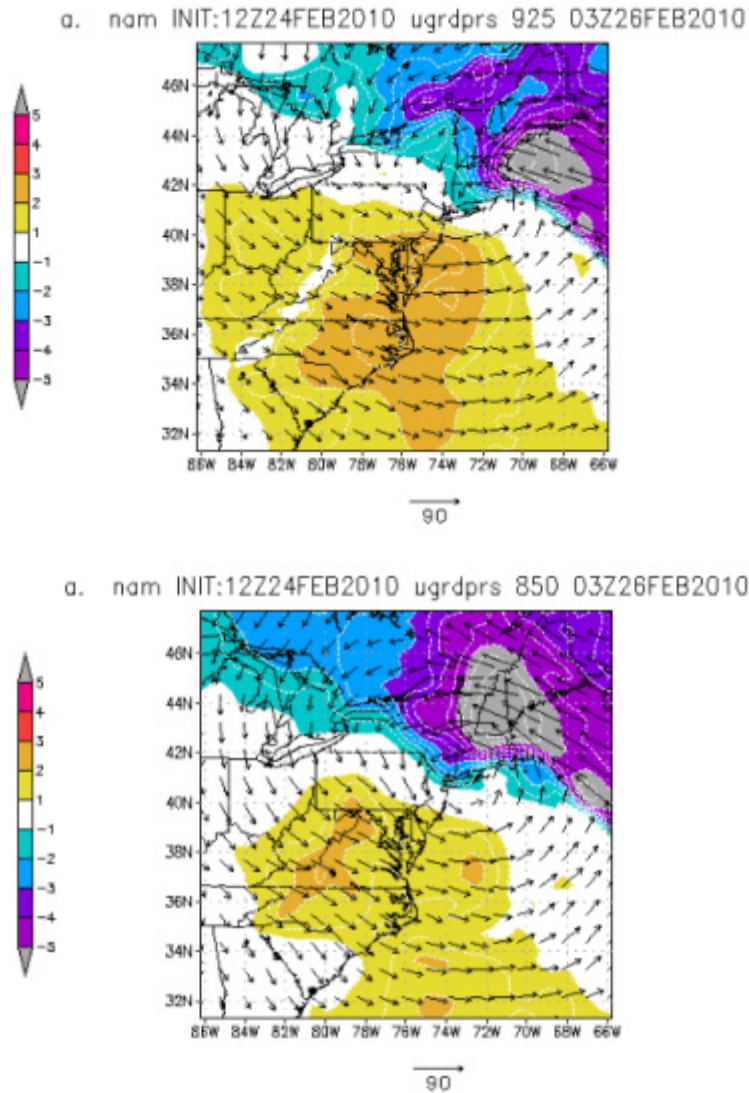 a. nam INIT:12Z24FEB2010 ugrdprs 925 03Z26FEB2010
5
4
3
2
1
-1
-2
-3
-4
-5
46N
44N
42N
40N
38N
36N
34N
32N
86W 84W 82W 80W 78W 76W 74W 72W 70W 68W 66W
90
a. nam INIT:12Z24FEB2010 ugrdprs 850 03Z26FEB2010
5
4
3
2
1
-1
-2
-3
-4
-5
46N
44N
42N
40N
38N
36N
34N
32N
86W 84W 82W 80W 78W 76W 74W 72W 70W 68W 66W
90